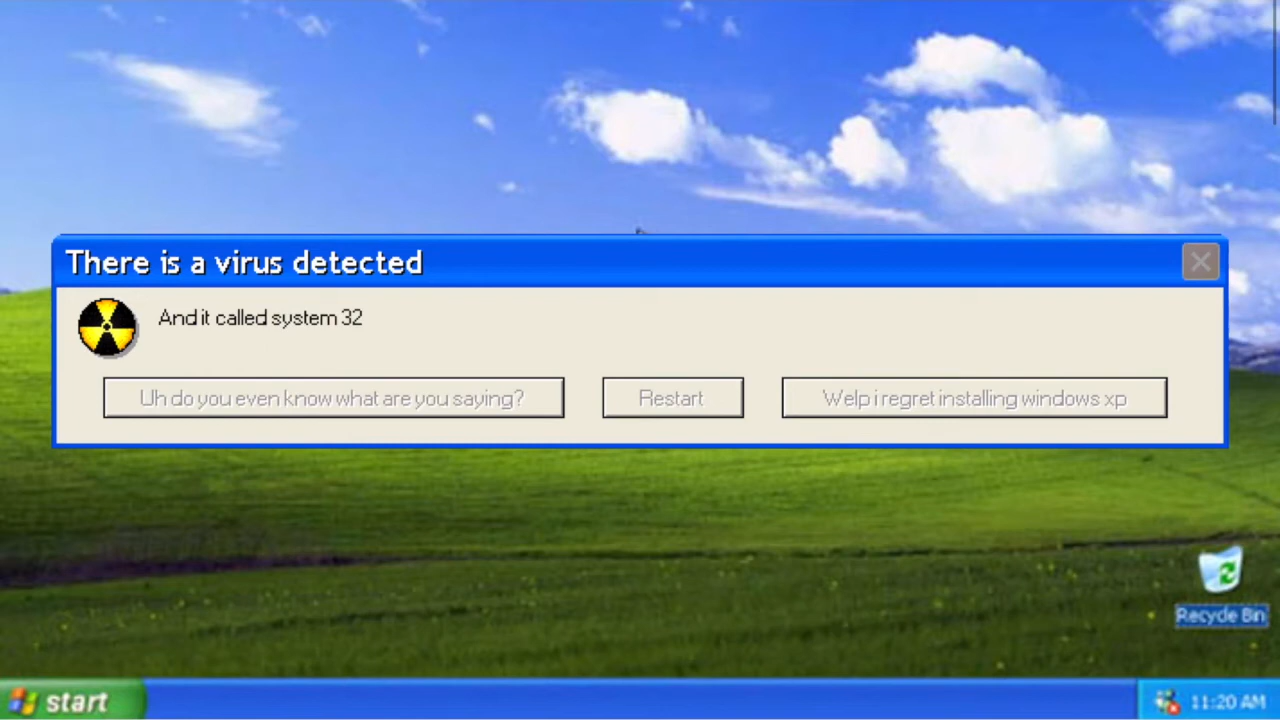 There is a virus detected
And it called system 32
Uh do you even know what are you saying?
Restart
Welp i regret installing windows xp
Recycle Bin
start
11:20 AM